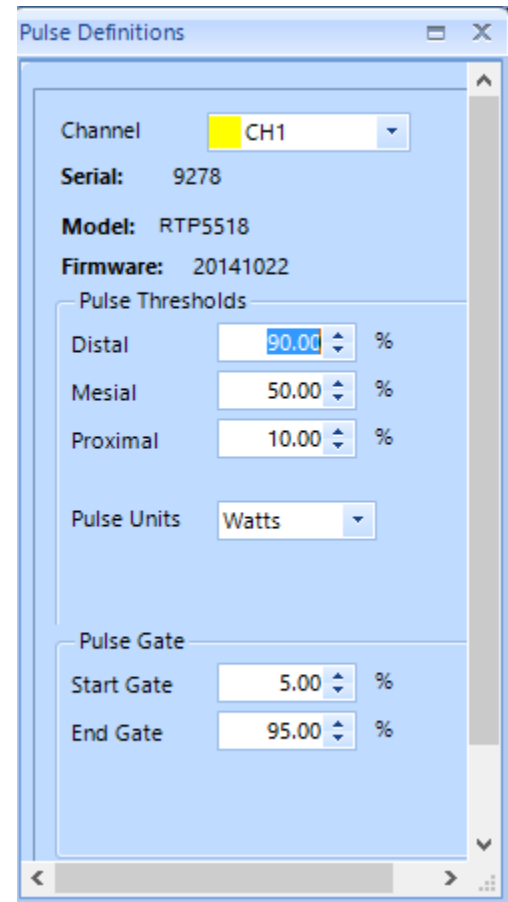 Pulse Definitions
Channel CH1
Serial: 9278
Model: RTP5518
Firmware: 20141022
Pulse Thresholds
Distal 90.00 %
Mesial 50.00 %
Proximal 10.00 %
Pulse Units Watts
Pulse Gate
Start Gate 5.00 %
End Gate 95.00 %